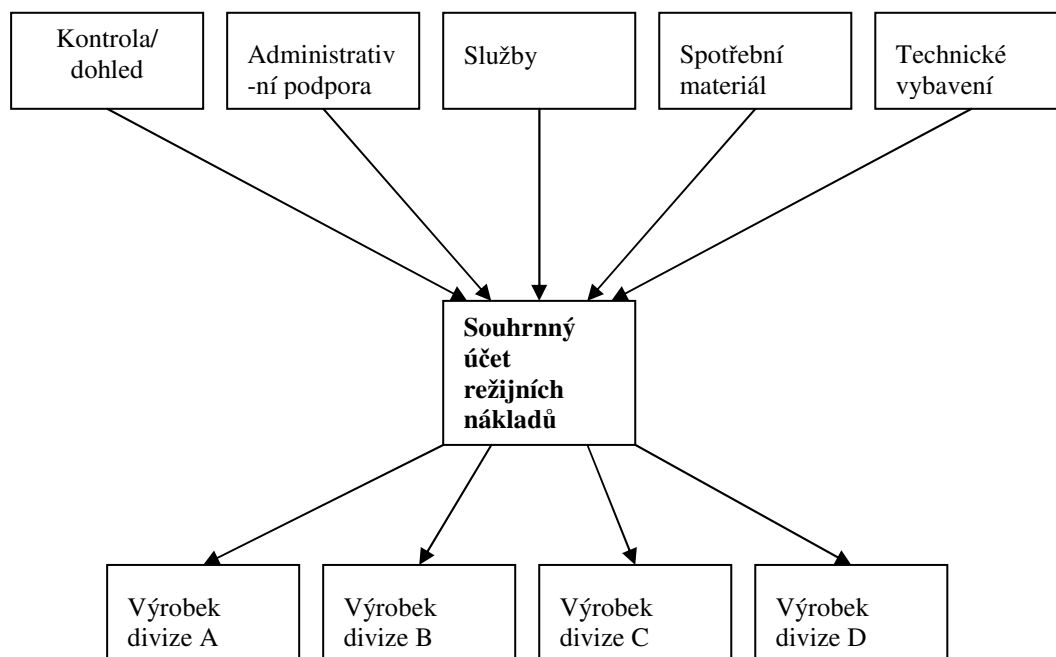 Kontrola/
dohled
Administrativ
-ní podpora
Služby
Spotřební
materiál
Technické
vybavení
Souhrnný
účet
režijních
nákladů
Výrobek
divize A
Výrobek
divize B
Výrobek
divize C
Výrobek
divize D